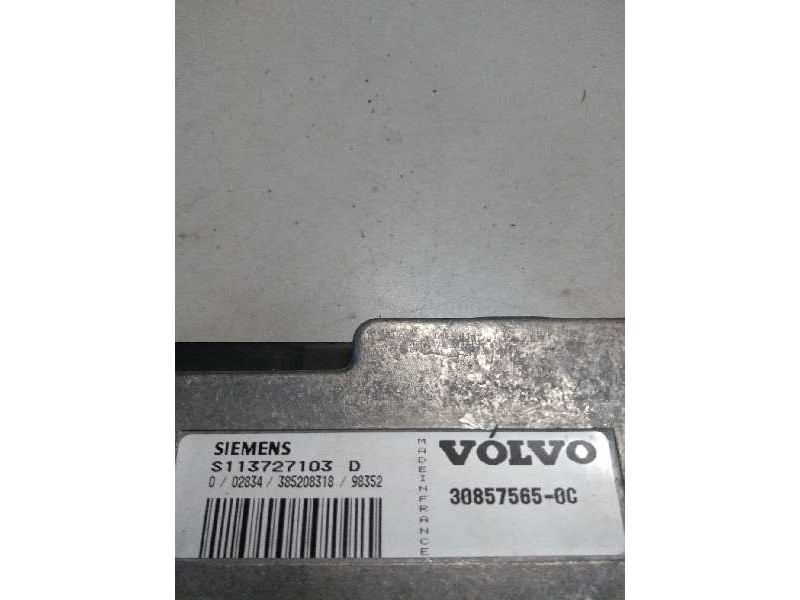 SIEMENS
S113727103 D
0 / 02834 / 385208318 / 98352
MADE IN FRANCE
VOLVO
30857565-0C